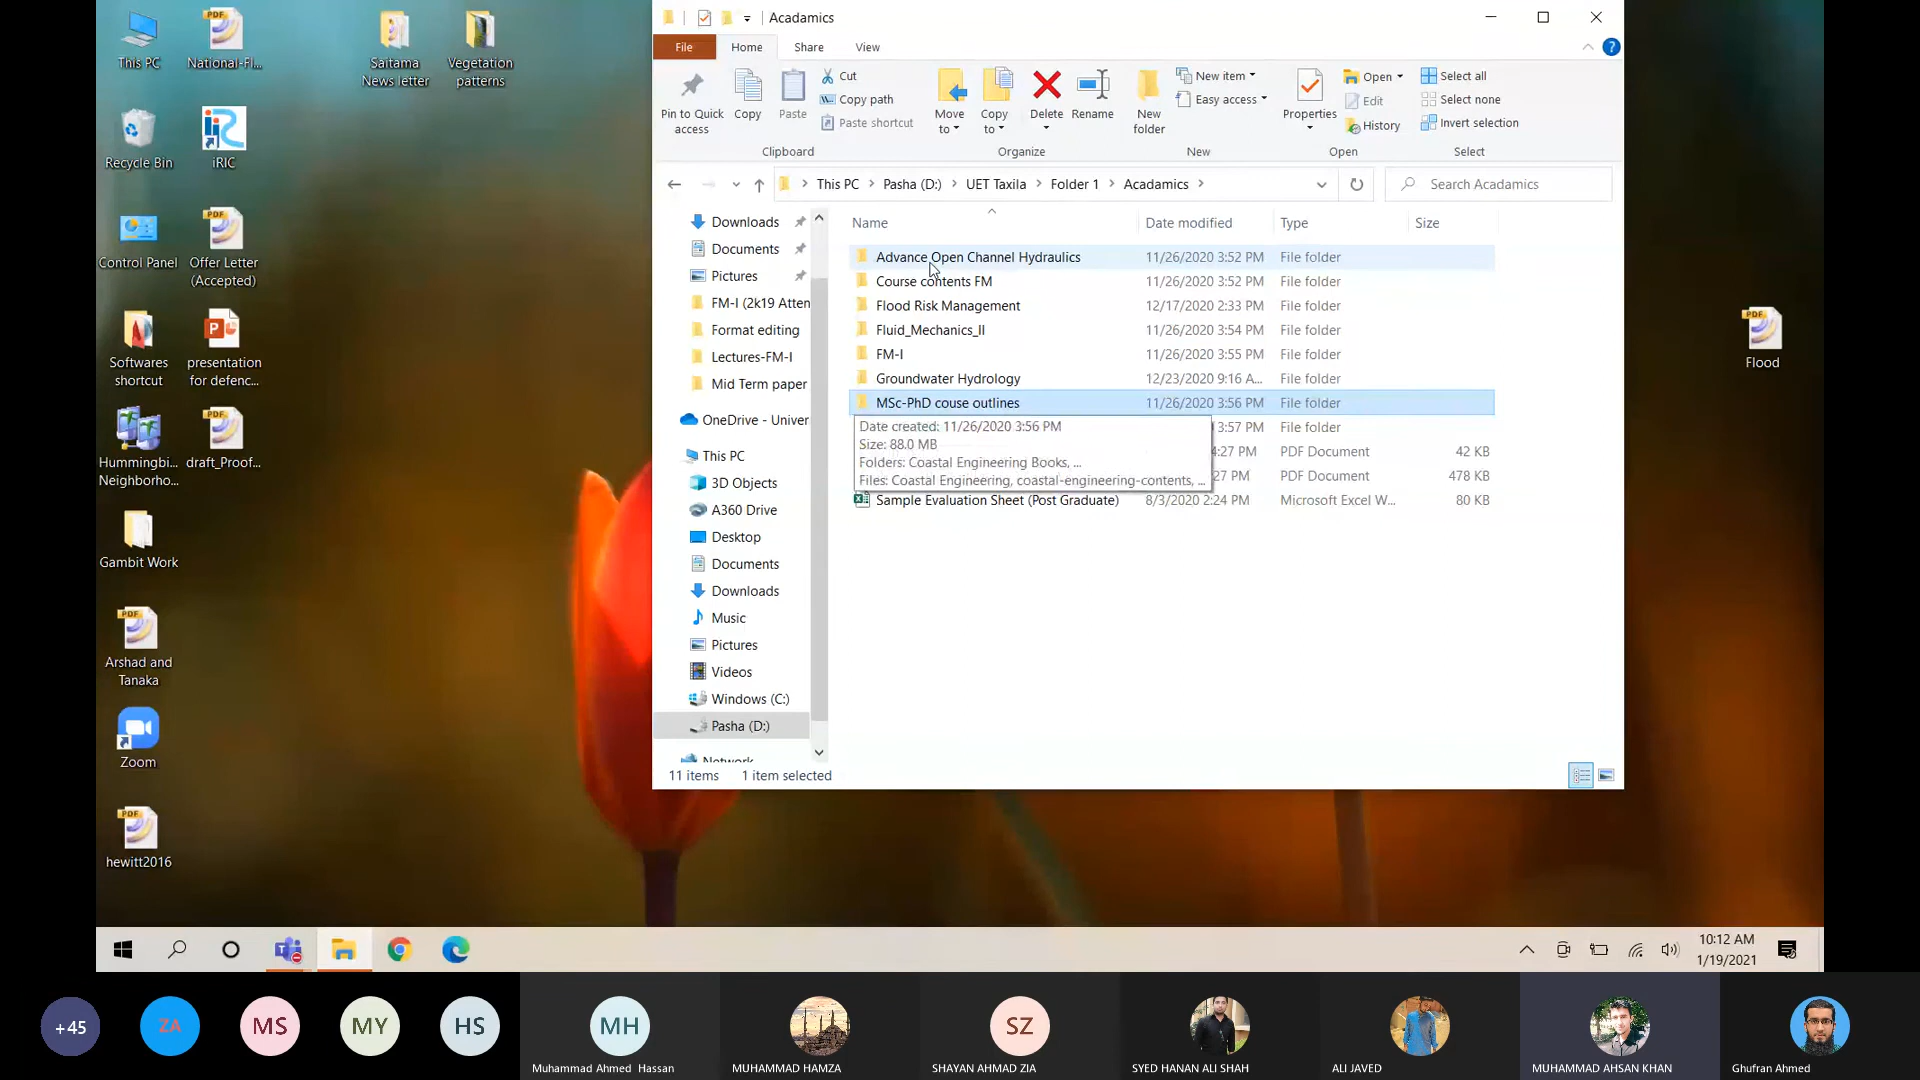 This PC
National-Fl...
Saitama
News letter
Vegetation
patterns
Recycle Bin
iRIC
Control Panel
Offer Letter
(Accepted)
Softwares
shortcut
presentation
for defenc...
Hummingbi...
Neighborho...
draft_Proof...
Gambit Work
Arshad and
Tanaka
Zoom
hewitt2016
Flood
Acadamics
File
Home
Share
View
Pin to Quick
access
Copy
Paste
Cut
Copy path
Paste shortcut
Clipboard
Move
to
Copy
to
Delete
Rename
Organize
New
folder
New item
Easy access
New
Properties
Open
Edit
History
Open
Select all
Select none
Invert selection
Select
This PC > Pasha (D:) > UET Taxila > Folder 1 > Acadamics >
Search Acadamics
Downloads
Documents
Pictures
FM-I (2k19 Atten
Format editing
Lectures-FM-I
Mid Term paper
OneDrive - Univer
This PC
3D Objects
A360 Drive
Desktop
Documents
Downloads
Music
Pictures
Videos
Windows (C:)
Pasha (D:)
Network
Name Date modified Type Size
Advance Open Channel Hydraulics 11/26/2020 3:52 PM File folder
Course contents FM 11/26/2020 3:52 PM File folder
Flood Risk Management 12/17/2020 2:33 PM File folder
Fluid_Mechanics_II 11/26/2020 3:54 PM File folder
FM-I 11/26/2020 3:55 PM File folder
Groundwater Hydrology 12/23/2020 9:16 A... File folder
MSc-PhD couse outlines 11/26/2020 3:56 PM File folder
Date created: 11/26/2020 3:56 PM
Size: 88.0 MB
Folders: Coastal Engineering Books, ...
Files: Coastal Engineering, coastal-engineering-contents, ...
3:57 PM File folder
4:27 PM PDF Document 42 KB
27 PM PDF Document 478 KB
Sample Evaluation Sheet (Post Graduate) 8/3/2020 2:24 PM Microsoft Excel W... 80 KB
11 items 1 item selected
10:12 AM
1/19/2021
+45
ZA
MS
MY
HS
MH
Muhammad Ahmed Hassan
MUHAMMAD HAMZA
SZ
SHAYAN AHMAD ZIA
SYED HANAN ALI SHAH
ALI JAVED
MUHAMMAD AHSAN KHAN
Ghufran Ahmed